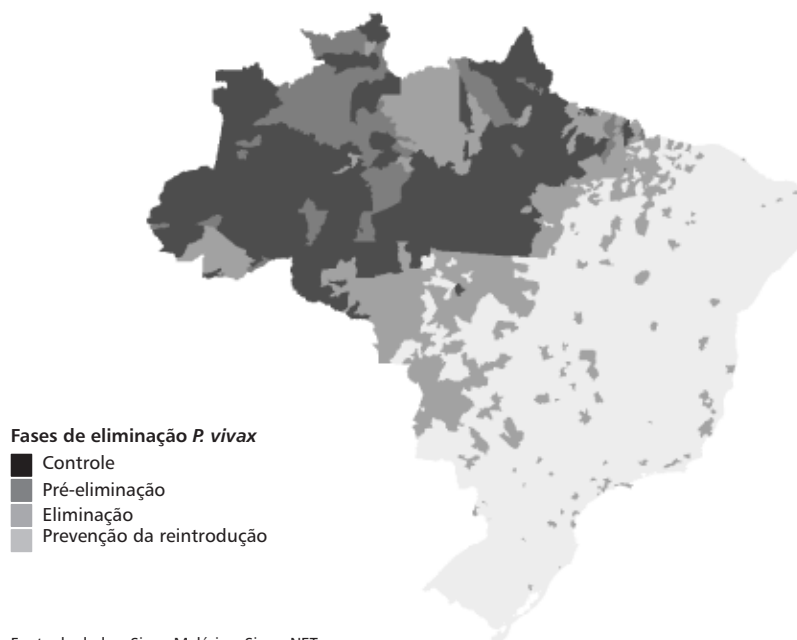 Fases de eliminação P. vivax
Controle
Pré-eliminação
Eliminação
Prevenção da reintrodução